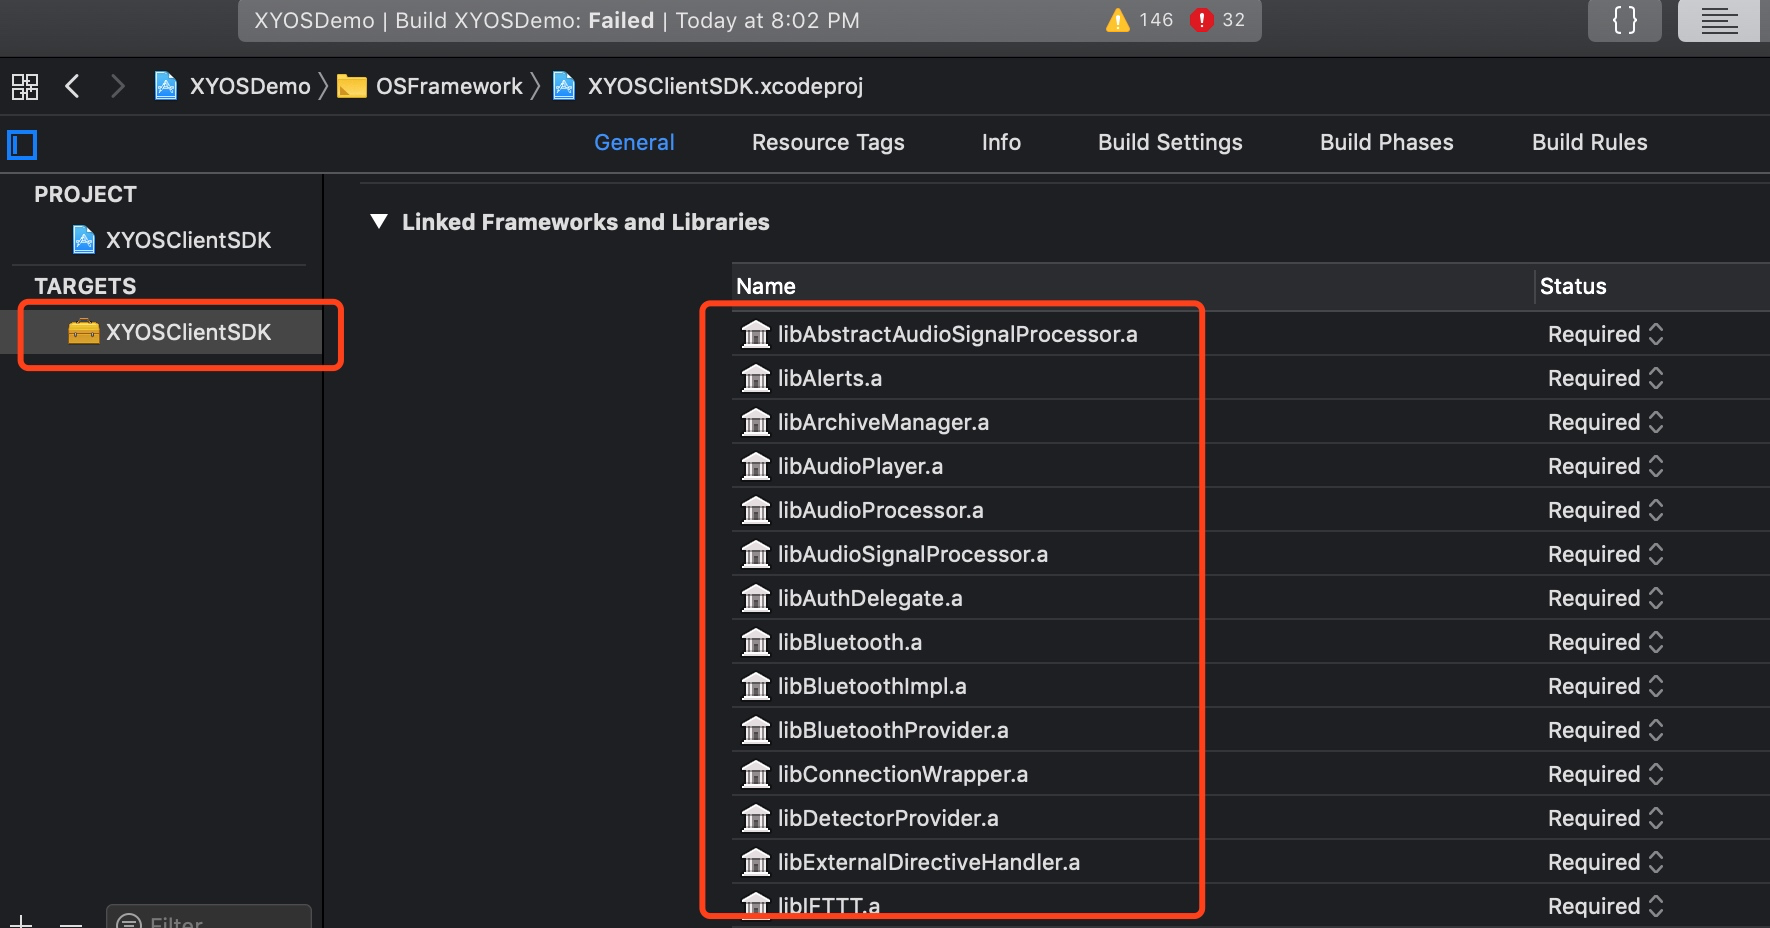 XYOSDemo | Build XYOSDemo: Failed | Today at 8:02 PM 146 32 {}
XYOSDemo OSFramework XYOSClientSDK.xcodeproj
General Resource Tags Info Build Settings Build Phases Build Rules
PROJECT
XYOSClientSDK
TARGETS
XYOSClientSDK
Filter
Linked Frameworks and Libraries
Name Status
libAbstractAudioSignalProcessor.a Required
libAlerts.a Required
libArchiveManager.a Required
libAudioPlayer.a Required
libAudioProcessor.a Required
libAudioSignalProcessor.a Required
libAuthDelegate.a Required
libBluetooth.a Required
libBluetoothImpl.a Required
libBluetoothProvider.a Required
libConnectionWrapper.a Required
libDetectorProvider.a Required
libExternalDirectiveHandler.a Required
libIFTTT.a Required